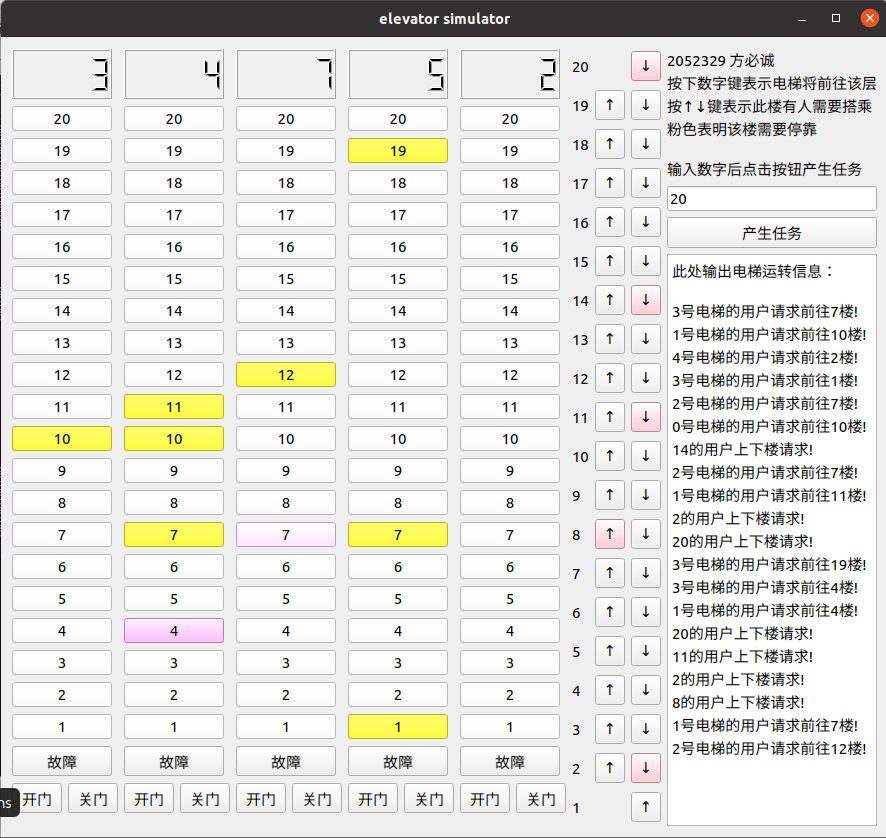 elevator simulator
3 4 7 5 2
20 20 20 20 20
19 19 19 19 19
18 18 18 18 18
17 17 17 17 17
16 16 16 16 16
15 15 15 15 15
14 14 14 14 14
13 13 13 13 13
12 12 12 12 12
11 11 11 11 11
10 10 10 10 10
9 9 9 9 9
8 8 8 8 8
7 7 7 7 7
6 6 6 6 6
5 5 5 5 5
4 4 4 4 4
3 3 3 3 3
2 2 2 2 2
1 1 1 1 1
故障 故障 故障 故障 故障
ns 开门 关门 开门 关门 开门 关门 开门 关门 开门 关门
20 ↓
19 ↑ ↓
18 ↑ ↓
17 ↑ ↓
16 ↑ ↓
15 ↑ ↓
14 ↑ ↓
13 ↑ ↓
12 ↑ ↓
11 ↑ ↓
10 ↑ ↓
9 ↑ ↓
8 ↑ ↓
7 ↑ ↓
6 ↑ ↓
5 ↑ ↓
4 ↑ ↓
3 ↑ ↓
2 ↑ ↓
1 ↑
2052329 方必诚
按下数字键表示电梯将前往该层
按↑↓键表示此楼有人需要搭乘
粉色表明该楼需要停靠
输入数字后点击按钮产生任务
20
产生任务
此处输出电梯运转信息：
3号电梯的用户请求前往7楼!
1号电梯的用户请求前往10楼!
4号电梯的用户请求前往2楼!
3号电梯的用户请求前往1楼!
2号电梯的用户请求前往7楼!
0号电梯的用户请求前往10楼!
14的用户上下楼请求!
2号电梯的用户请求前往7楼!
1号电梯的用户请求前往11楼!
2的用户上下楼请求!
20的用户上下楼请求!
3号电梯的用户请求前往19楼!
3号电梯的用户请求前往4楼!
1号电梯的用户请求前往4楼!
20的用户上下楼请求!
11的用户上下楼请求!
2的用户上下楼请求!
8的用户上下楼请求!
1号电梯的用户请求前往7楼!
2号电梯的用户请求前往12楼!